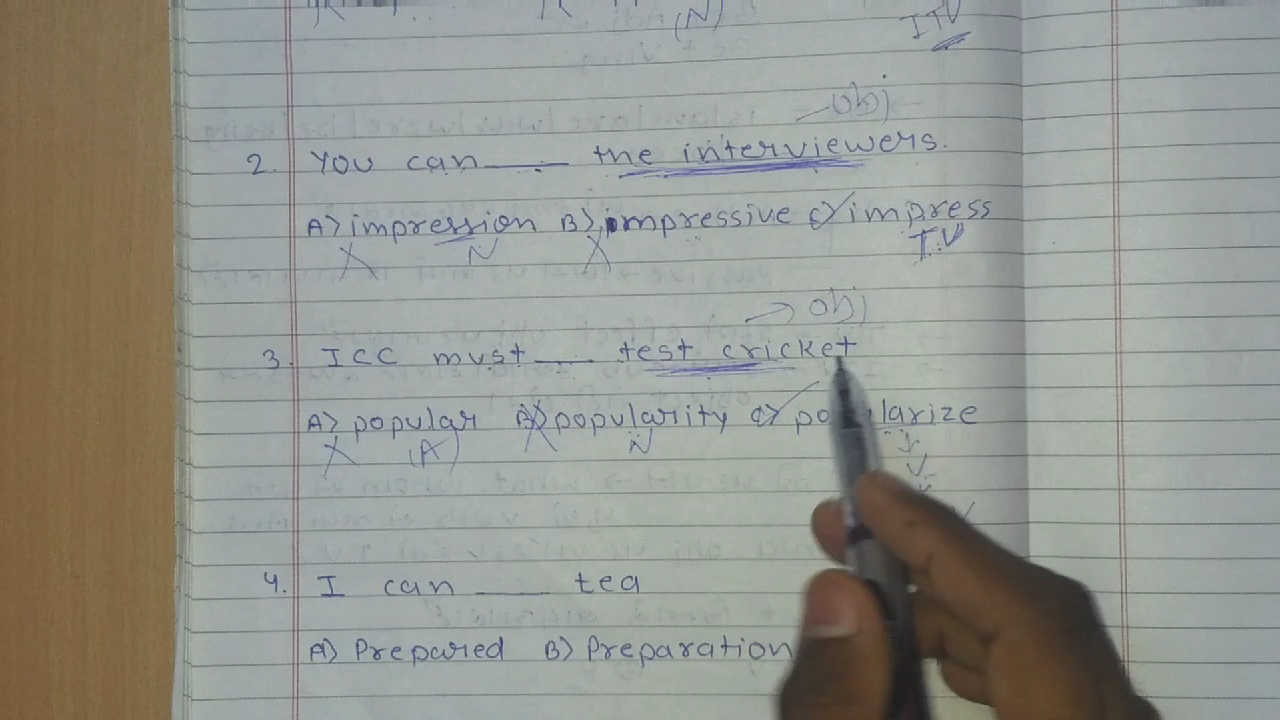 (N)
ITV
obj
2. You can ___ the interviewers.
A) impression B) impressive c) impress
X N X T.V
→ obj
3. ICC must ___ test cricket
A) popular B) popularity c) popularize
X (A) N
4. I can ___ tea
A) Prepared B) Preparation